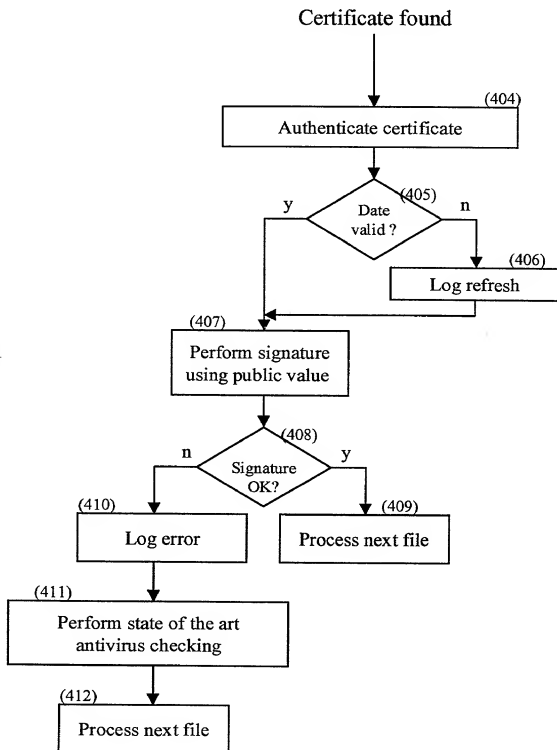 Certificate found
(404)
Authenticate certificate
(405)
y
n
Date
valid ?
(406)
Log refresh
(407)
Perform signature
using public value
(408)
n
y
Signature
OK?
(410)
(409)
Log error
Process next file
(411)
Perform state of the art
antivirus checking
(412)
Process next file